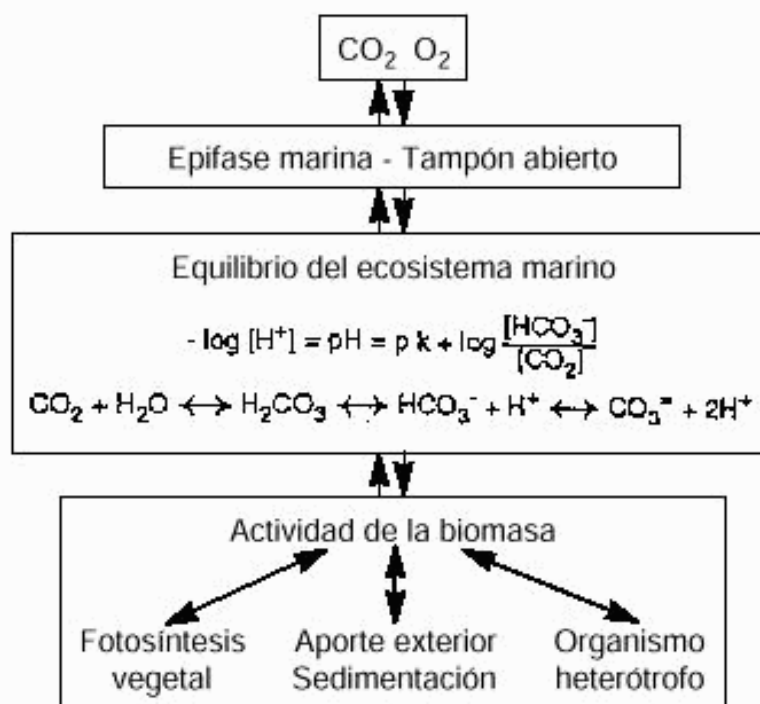 CO₂ O₂
Epifase marina - Tampón abierto
Equilibrio del ecosistema marino
- log [H⁺] = pH = p k + log [HCO₃⁻] / [CO₂]
CO₂ + H₂O ⟷ H₂CO₃ ⟷ HCO₃⁻ + H⁺ ⟷ CO₃⁼ + 2H⁺
Actividad de la biomasa
Fotosíntesis vegetal
Aporte exterior
Sedimentación
Organismo heterótrofo